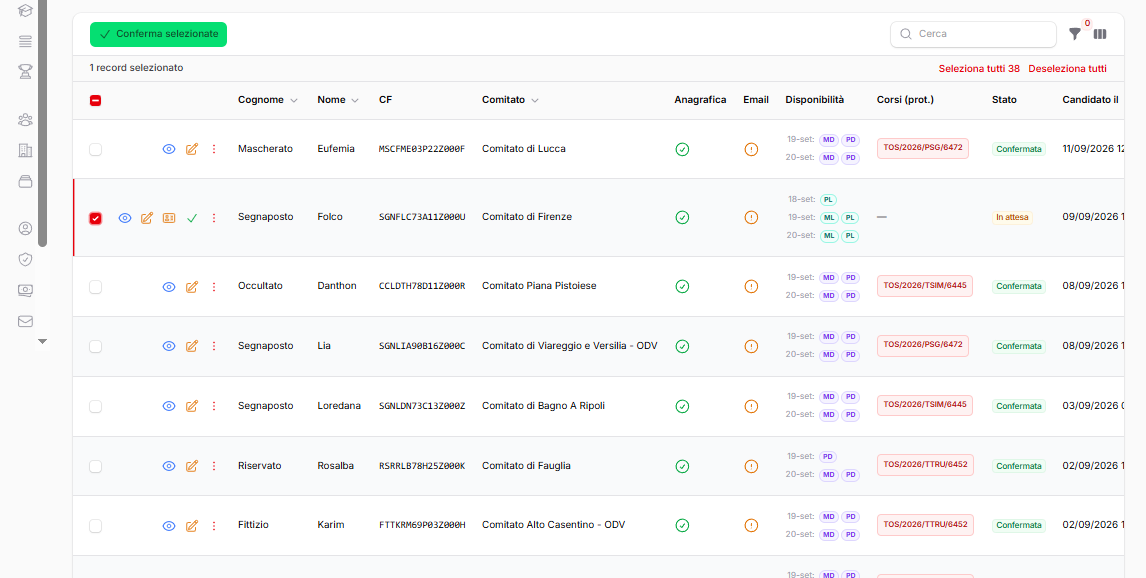 Conferma selezionate
Cerca
0
1 record selezionato
Seleziona tutti 38 Deseleziona tutti
Cognome Nome CF Comitato Anagrafica Email Disponibilità Corsi (prot.) Stato Candidato il
Mascherato Eufemia MSCFME03P22Z000F Comitato di Lucca 19-set: MD PD 20-set: MD PD TOS/2026/PSG/6472 Confermata 11/09/2026 12
Segnaposto Folco SGNFLC73A11Z000U Comitato di Firenze 18-set: PL 19-set: ML PL 20-set: ML PL — In attesa 09/09/2026 1
Occultato Danthon CCLDTH78D11Z000R Comitato Piana Pistoiese 19-set: MD PD 20-set: MD PD TOS/2026/TSIM/6445 Confermata 08/09/2026 1
Segnaposto Lia SGNLIA90B16Z000C Comitato di Viareggio e Versilia - ODV 19-set: MD PD 20-set: MD PD TOS/2026/PSG/6472 Confermata 08/09/2026 1
Segnaposto Loredana SGNLDN73C13Z000Z Comitato di Bagno A Ripoli 19-set: MD PD 20-set: MD PD TOS/2026/TSIM/6445 Confermata 03/09/2026
Riservato Rosalba RSRRLB78H25Z000K Comitato di Fauglia 19-set: PD 20-set: MD PD TOS/2026/TTRU/6452 Confermata 02/09/2026 1
Fittizio Karim FTTKRM69P03Z000H Comitato Alto Casentino - ODV 19-set: MD PD 20-set: MD PD TOS/2026/TTRU/6452 Confermata 02/09/2026 1
19-set: MD PD